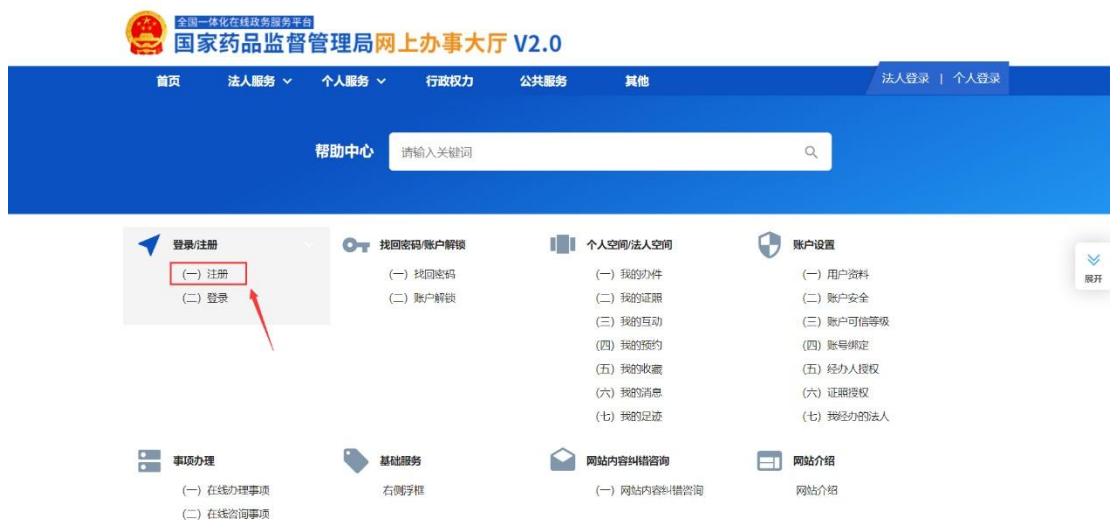 全国一体化在线政务服务平台
国家药品监督管理局网上办事大厅 V2.0
首页 法人服务 个人服务 行政权力 公共服务 其他 法人登录 | 个人登录
帮助中心 请输入关键词
登录/注册
(一) 注册
(二) 登录
找回密码/账户解锁
(一) 找回密码
(二) 账户解锁
个人空间/法人空间
(一) 我的办件
(二) 我的证照
(三) 我的互动
(四) 我的预约
(五) 我的收藏
(六) 我的消息
(七) 我的足迹
账户设置
(一) 用户资料
(二) 账户安全
(三) 账户可信等级
(四) 账号绑定
(五) 经办人授权
(六) 证照授权
(七) 我经办的法人
展开
事项办理
(一) 在线办理事项
(二) 在线咨询事项
基础服务
右侧浮框
网站内容纠错咨询
(一) 网站内容纠错咨询
网站介绍
网站介绍